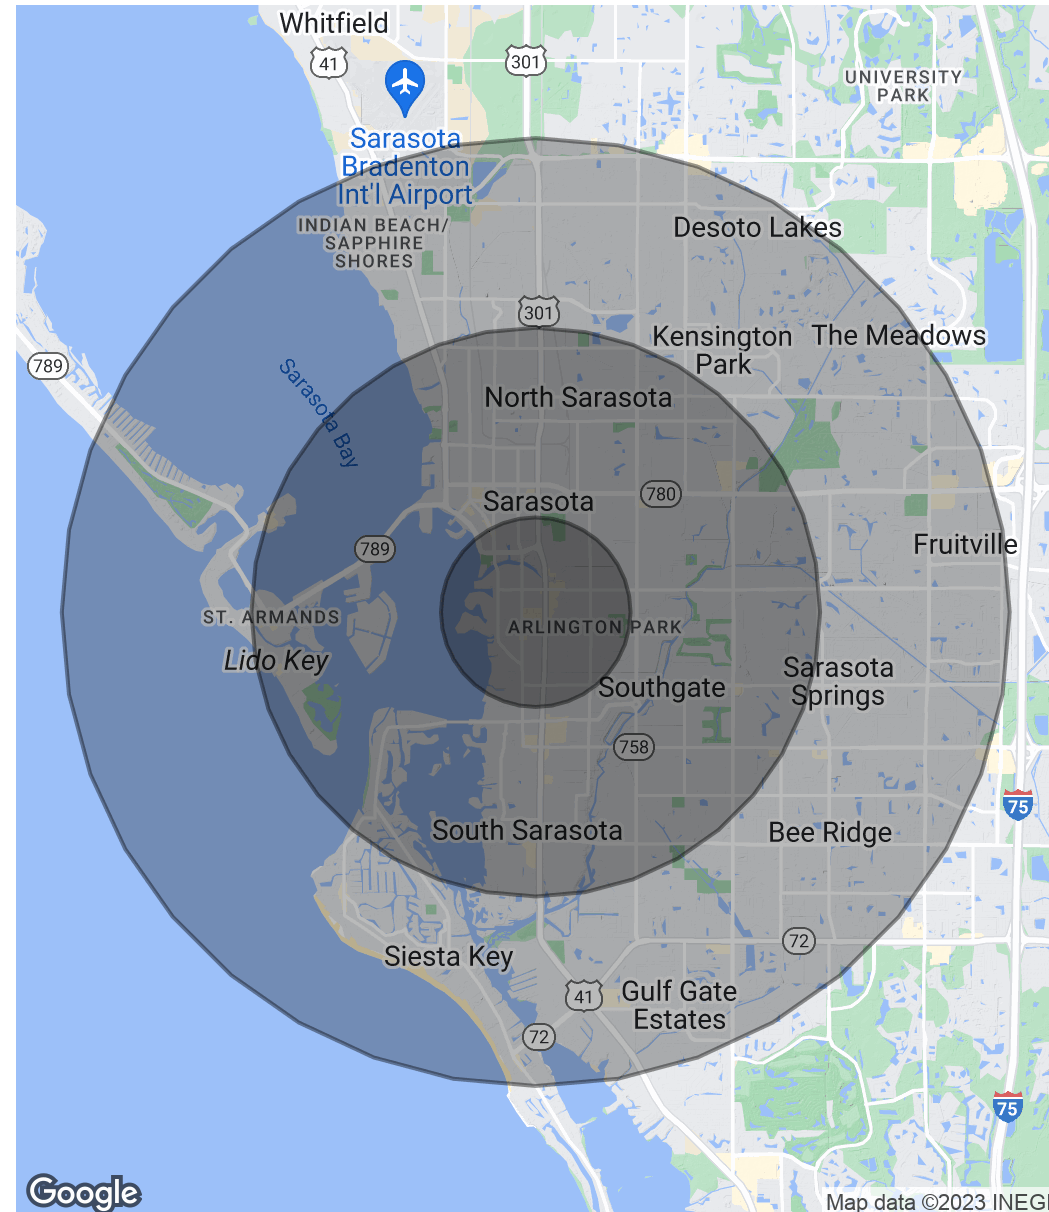 Whitfield
41
301
UNIVERSITY
PARK
Sarasota
Bradenton
Int'l Airport
INDIAN BEACH/
SAPPHIRE
SHORES
Desoto Lakes
301
Kensington
Park
The Meadows
789
Sarasota Bay
North Sarasota
Sarasota
780
789
Fruitville
ST. ARMANDS
ARLINGTON PARK
Lido Key
Southgate
Sarasota
Springs
758
75
South Sarasota
Bee Ridge
72
Siesta Key
41
Gulf Gate
Estates
72
75
Google
Map data ©2023 INEGI